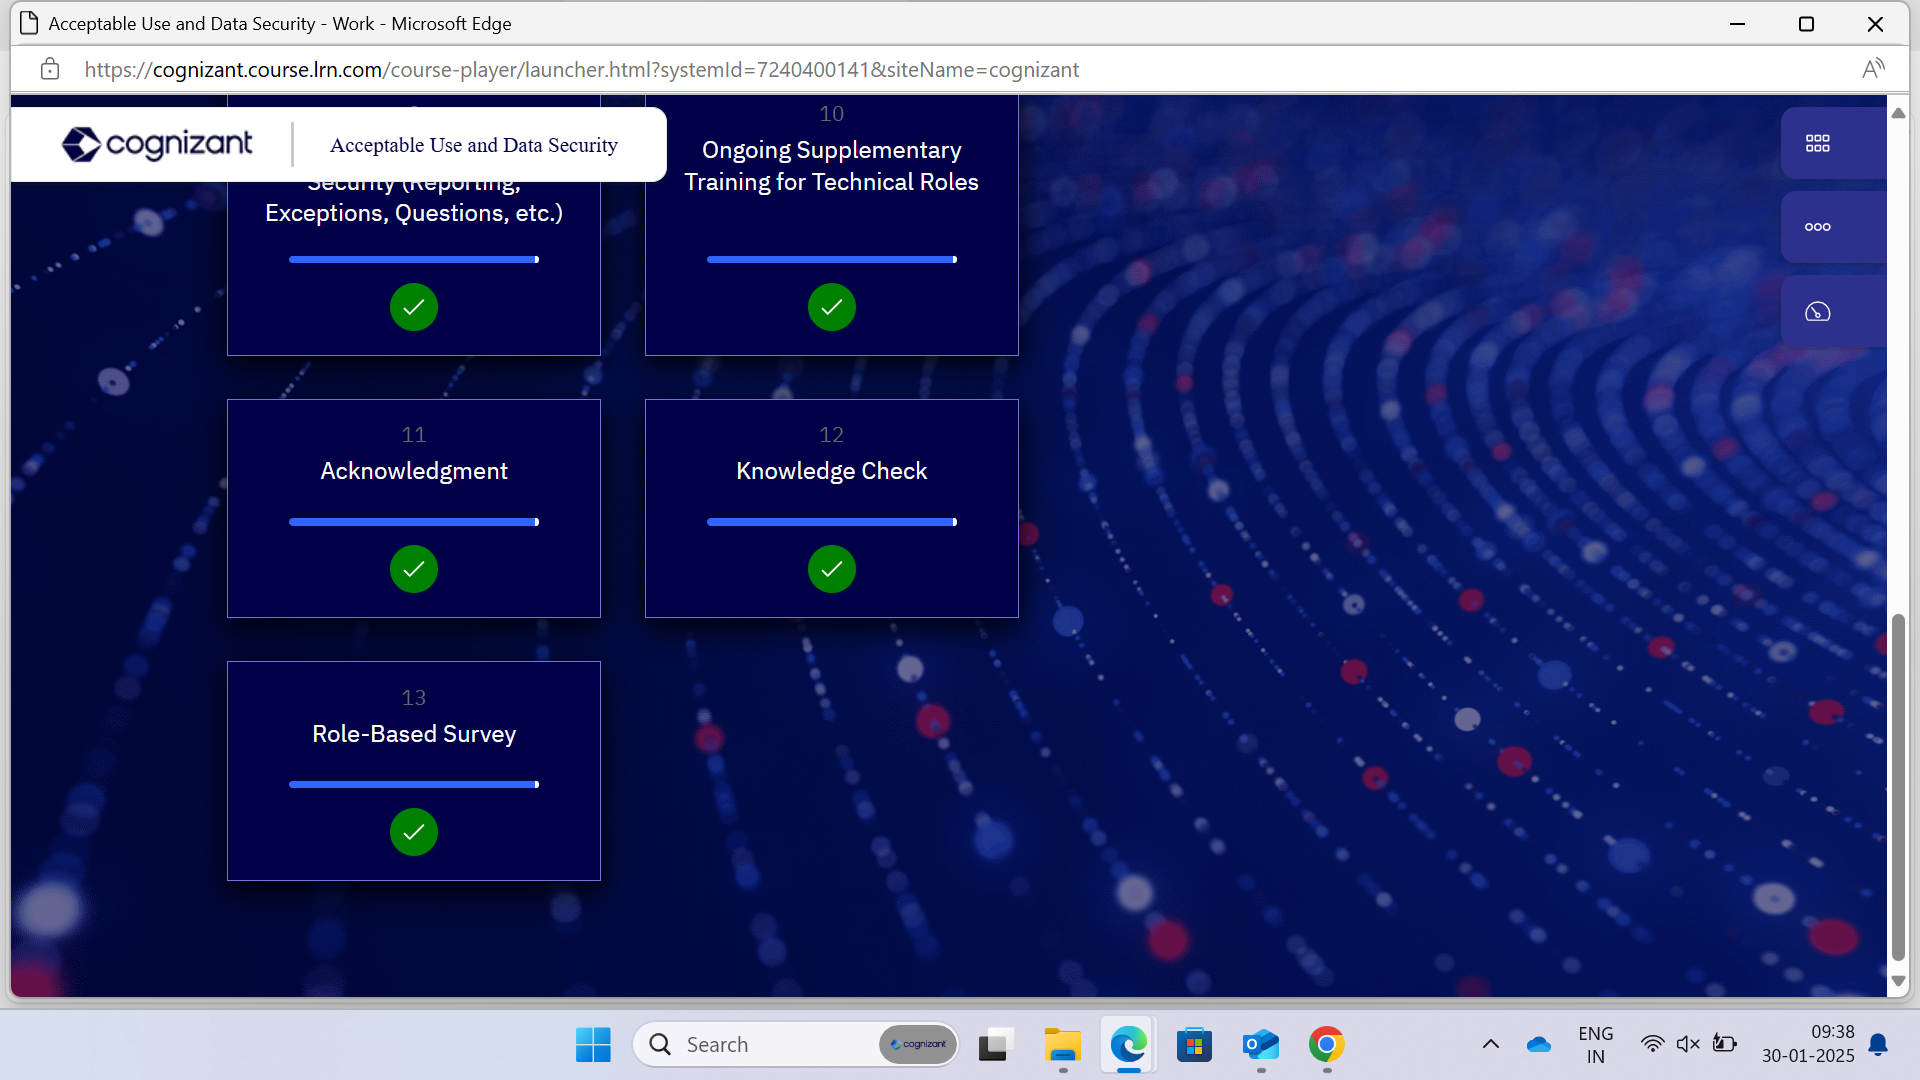 Acceptable Use and Data Security - Work - Microsoft Edge
https://cognizant.course.lrn.com/course-player/launcher.html?systemId=7240400141&siteName=cognizant
cognizant
Acceptable Use and Data Security
Security (Reporting,
Exceptions, Questions, etc.)
10
Ongoing Supplementary
Training for Technical Roles
11
Acknowledgment
12
Knowledge Check
13
Role-Based Survey
Search
cognizant
ENG
IN
09:38
30-01-2025